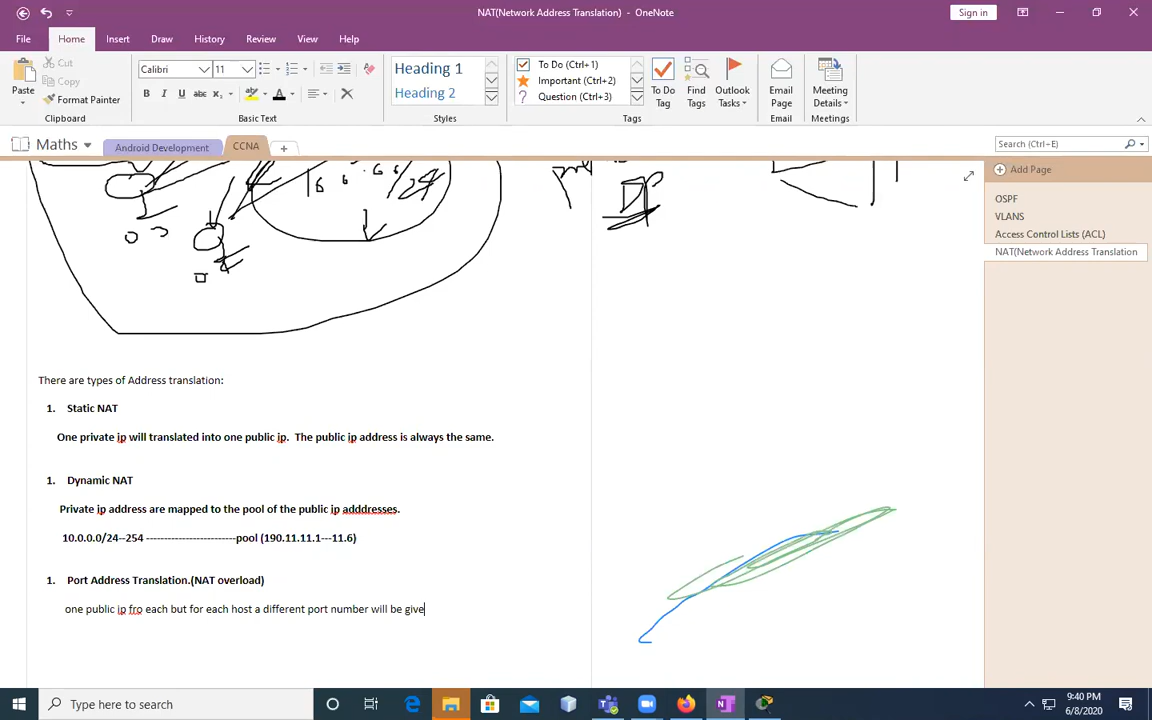 NAT(Network Address Translation) - OneNote
Sign in
File Home Insert Draw History Review View Help
Paste
Cut
Copy
Format Painter
Clipboard
Calibri 11
B I U abc x₂ A
Basic Text
Heading 1
Heading 2
Styles
To Do (Ctrl+1)
Important (Ctrl+2)
? Question (Ctrl+3)
Tags
To Do Tag
Find Tags
Outlook Tasks
Email Page
Email
Meeting Details
Meetings
Maths
Android Development
CCNA
Search (Ctrl+E)
Add Page
OSPF
VLANS
Access Control Lists (ACL)
NAT(Network Address Translation
There are types of Address translation:
1. Static NAT
One private ip will translated into one public ip. The public ip address is always the same.
1. Dynamic NAT
Private ip address are mapped to the pool of the public ip adddresses.
10.0.0.0/24--254 -------------------------pool (190.11.11.1---11.6)
1. Port Address Translation.(NAT overload)
one public ip fro each but for each host a different port number will be give
Type here to search
9:40 PM
6/8/2020